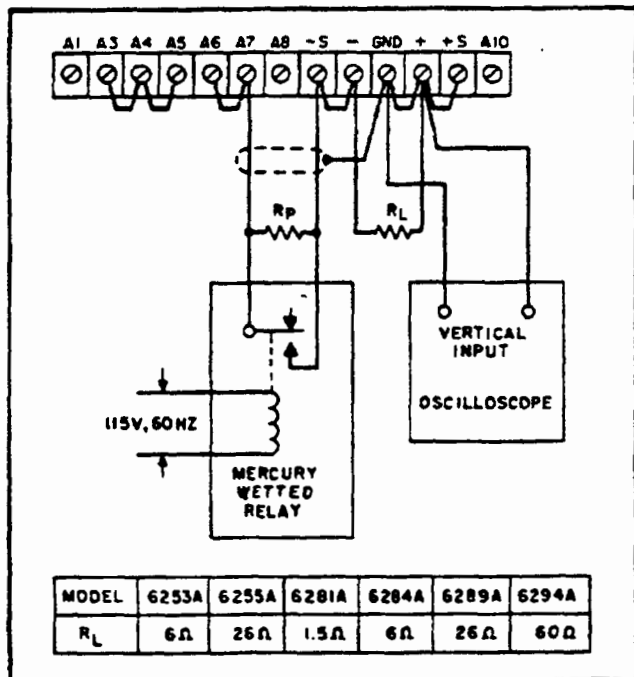 A1 A3 A4 A5 A6 A7 A8 -S - GND + +S A10
RP RL
VERTICAL
INPUT
OSCILLOSCOPE
115V, 60HZ
MERCURY
WETTED
RELAY
MODEL 6253A 6255A 6281A 6284A 6289A 6294A
RL 6Ω 26Ω 1.5Ω 6Ω 26Ω 60Ω